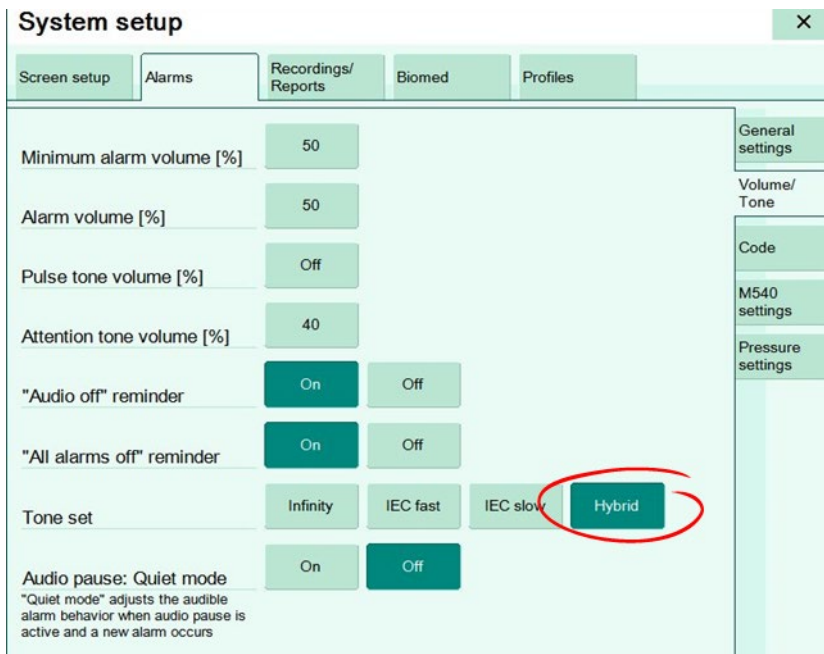 System setup
×
Screen setup
Alarms
Recordings/
Reports
Biomed
Profiles
General
settings
Volume/
Tone
Code
M540
settings
Pressure
settings
Minimum alarm volume [%]
50
Alarm volume [%]
50
Pulse tone volume [%]
Off
Attention tone volume [%]
40
"Audio off" reminder
On
Off
"All alarms off" reminder
On
Off
Tone set
Infinity
IEC fast
IEC slow
Hybrid
Audio pause: Quiet mode
On
Off
"Quiet mode" adjusts the audible
alarm behavior when audio pause is
active and a new alarm occurs